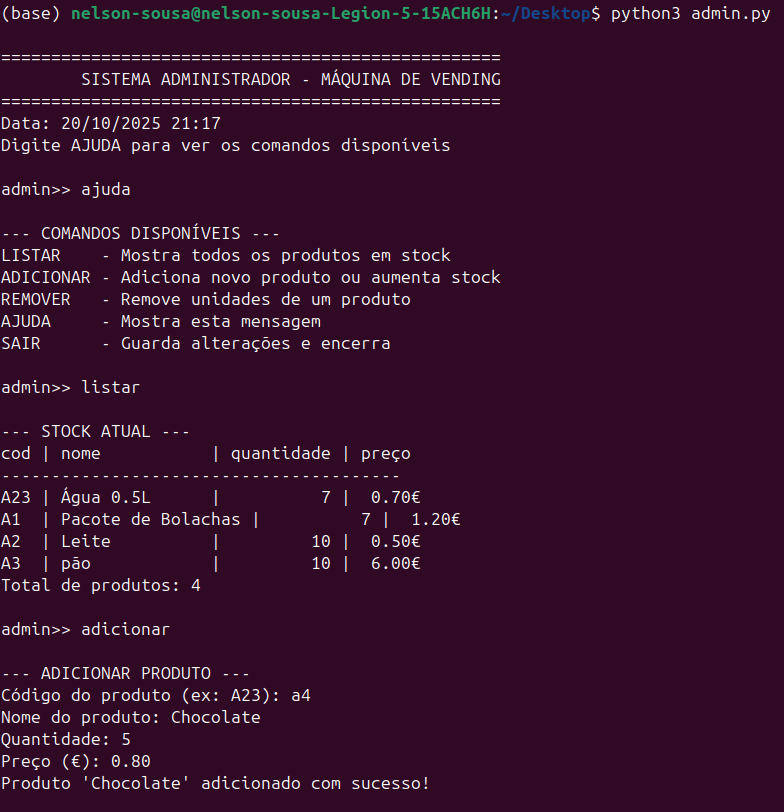 (base) nelson-sousa@nelson-sousa-Legion-5-15ACH6H:~/Desktop$ python3 admin.py
==================================================
        SISTEMA ADMINISTRADOR - MÁQUINA DE VENDING
==================================================
Data: 20/10/2025 21:17
Digite AJUDA para ver os comandos disponíveis
admin>> ajuda
--- COMANDOS DISPONÍVEIS ---
LISTAR    - Mostra todos os produtos em stock
ADICIONAR - Adiciona novo produto ou aumenta stock
REMOVER   - Remove unidades de um produto
AJUDA     - Mostra esta mensagem
SAIR      - Guarda alterações e encerra
admin>> listar
--- STOCK ATUAL ---
cod | nome           | quantidade | preço
----------------------------------------
A23 | Água 0.5L      |          7 |  0.70€
A1  | Pacote de Bolachas |          7 |  1.20€
A2  | Leite          |         10 |  0.50€
A3  | pão            |         10 |  6.00€
Total de produtos: 4
admin>> adicionar
--- ADICIONAR PRODUTO ---
Código do produto (ex: A23): a4
Nome do produto: Chocolate
Quantidade: 5
Preço (€): 0.80
Produto 'Chocolate' adicionado com sucesso!